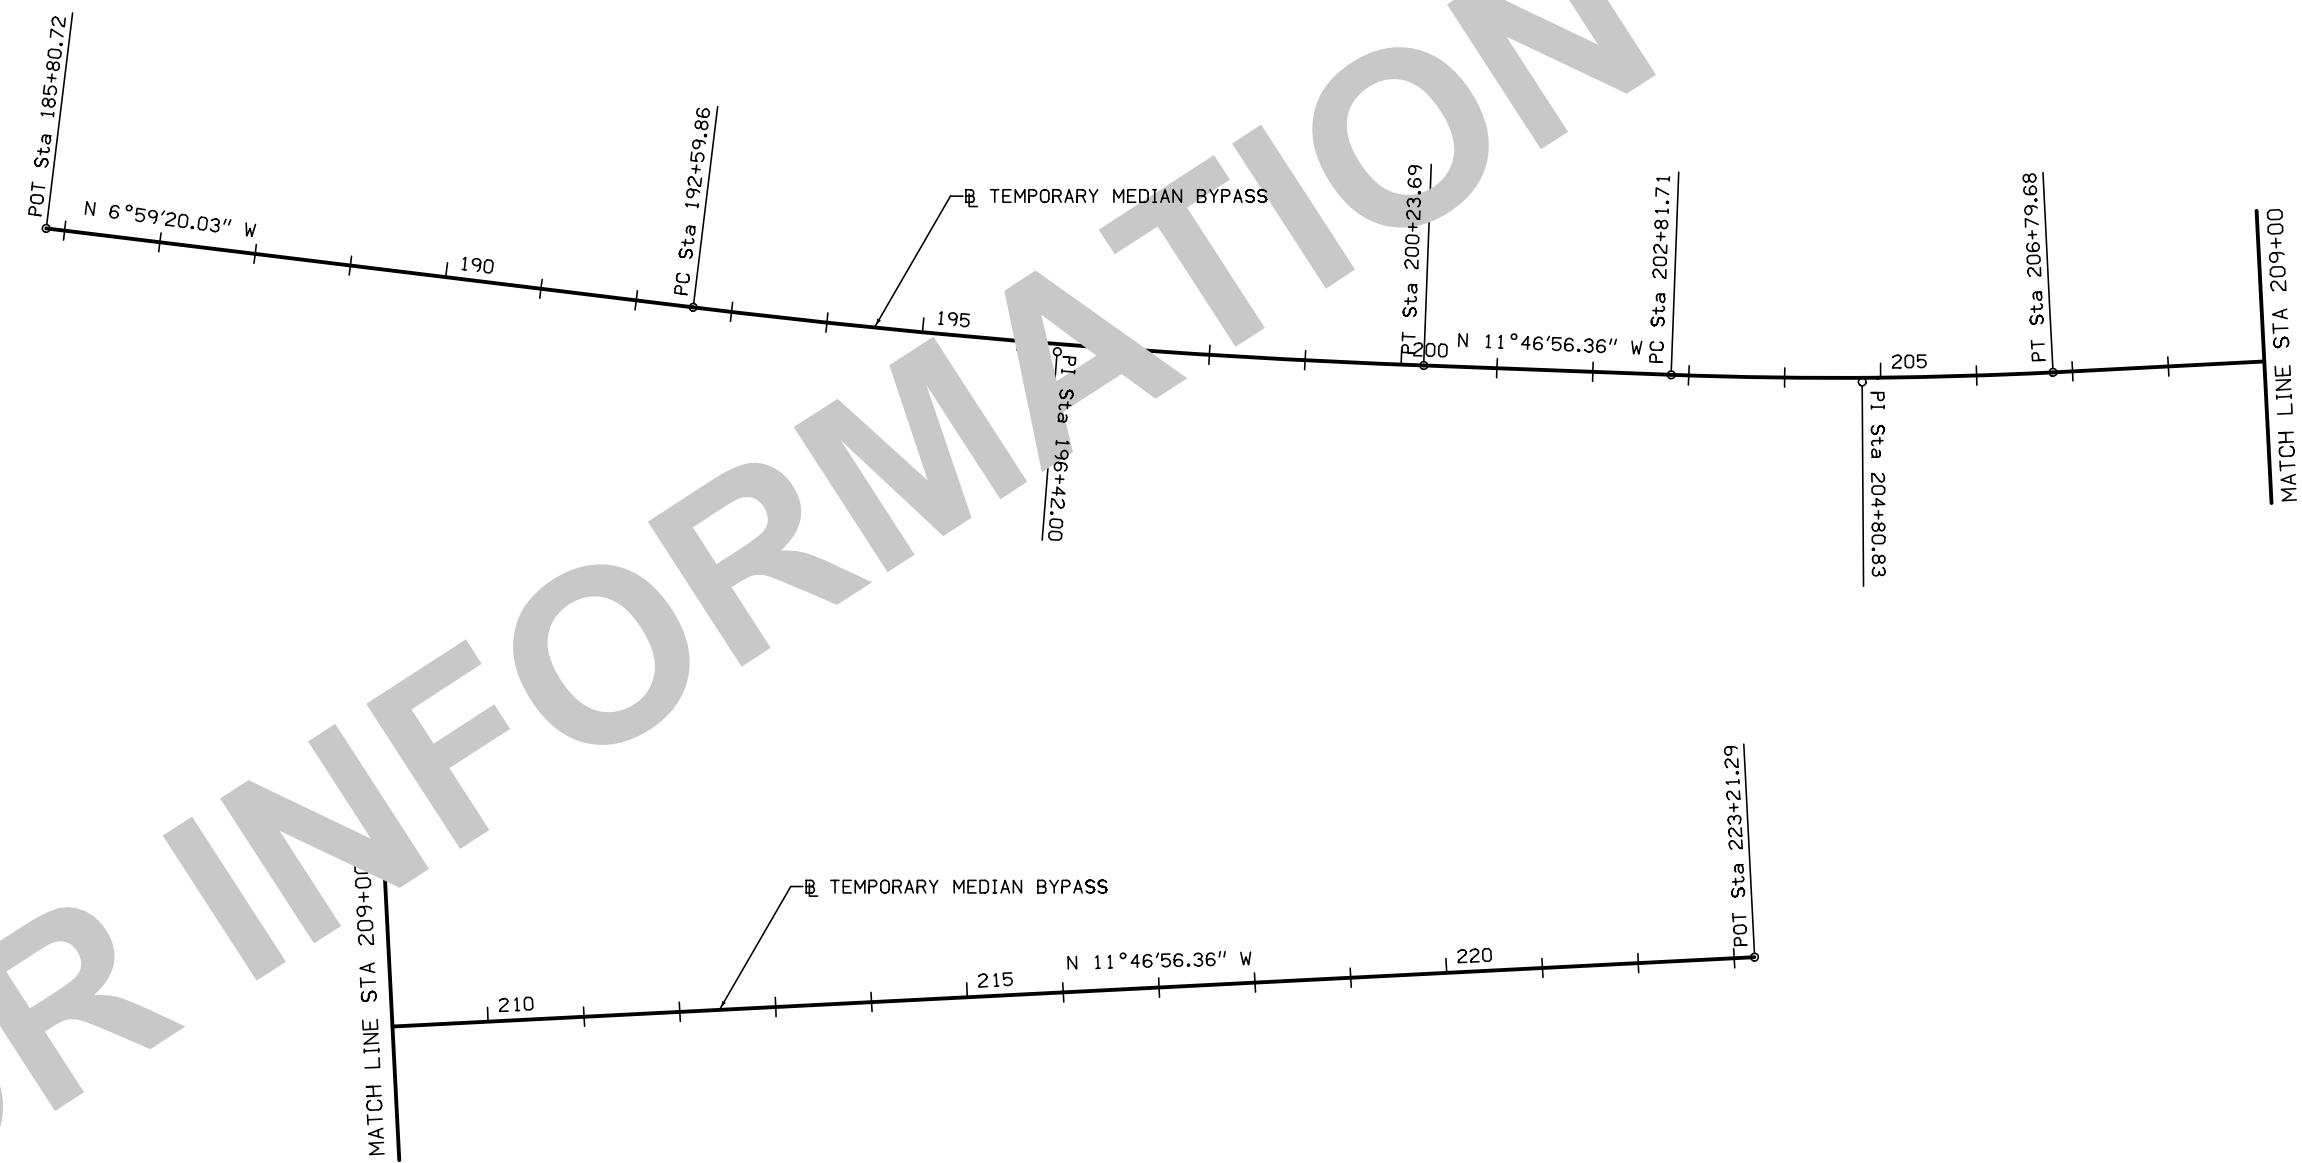 POT Sta 185+80.72
N 6°59'20.03" W
190
PC Sta 192+59.86
BL TEMPORARY MEDIAN BYPASS
195
PI Sta 196+42.00
PT Sta 200+23.69
200
N 11°46'56.36" W
PC Sta 202+81.71
PI Sta 204+80.83
205
PT Sta 206+79.68
MATCH LINE STA 209+00
MATCH LINE STA 209+00
210
BL TEMPORARY MEDIAN BYPASS
215
N 11°46'56.36" W
220
POT Sta 223+21.29
R INFORMATION